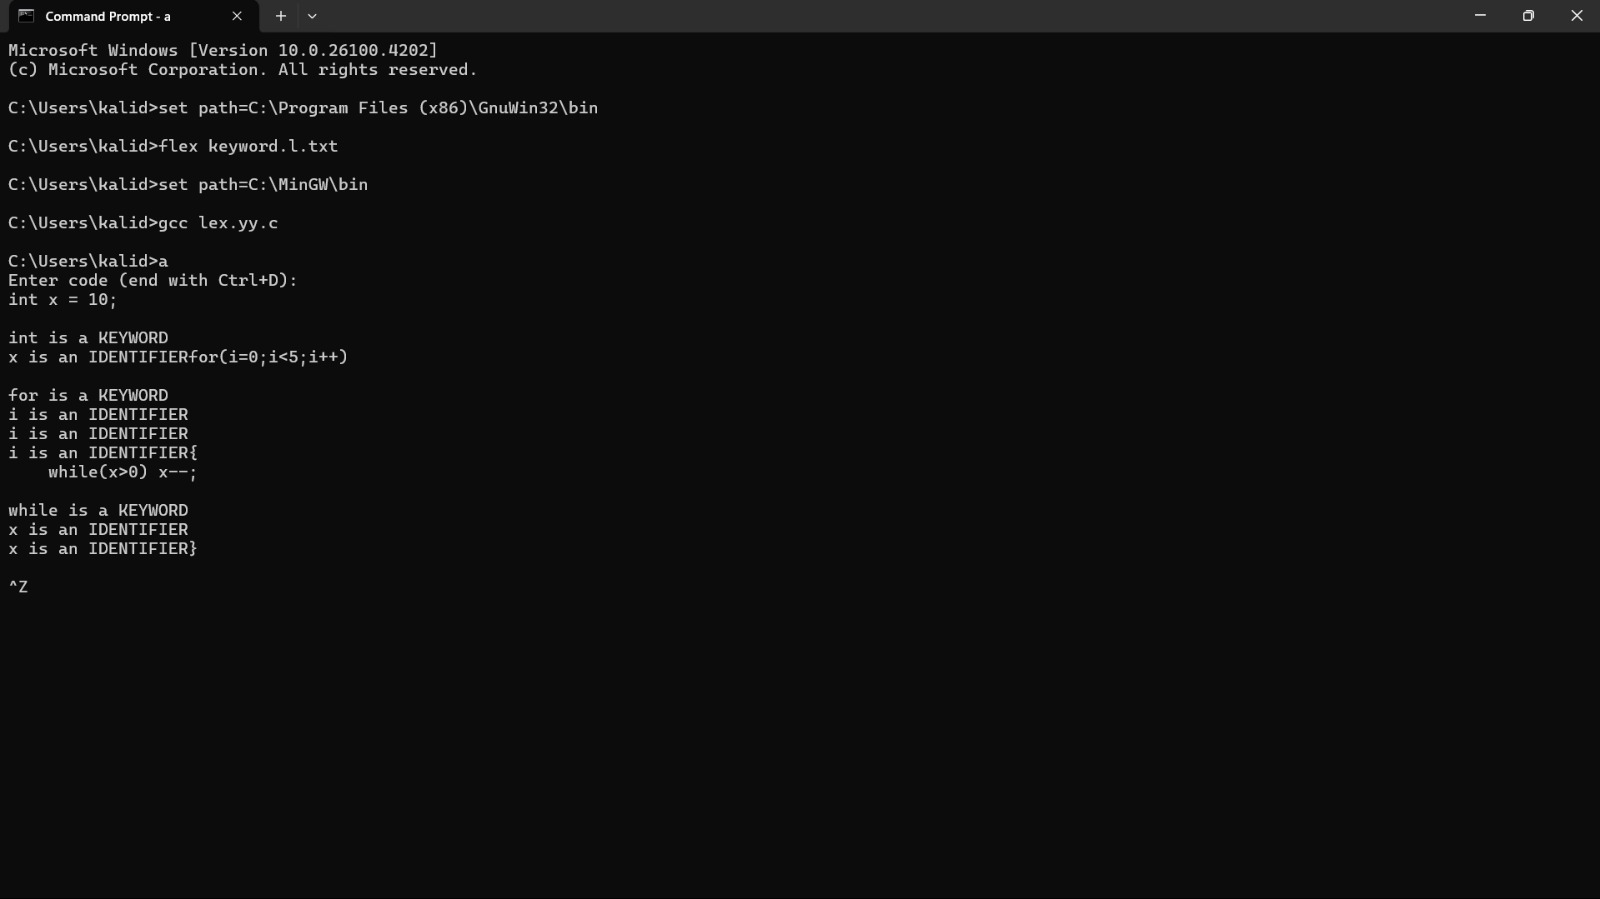 Command Prompt - a
Microsoft Windows [Version 10.0.26100.4202]
(c) Microsoft Corporation. All rights reserved.
C:\Users\kalid>set path=C:\Program Files (x86)\GnuWin32\bin
C:\Users\kalid>flex keyword.l.txt
C:\Users\kalid>set path=C:\MinGW\bin
C:\Users\kalid>gcc lex.yy.c
C:\Users\kalid>a
Enter code (end with Ctrl+D):
int x = 10;
int is a KEYWORD
x is an IDENTIFIERfor(i=0;i<5;i++)
for is a KEYWORD
i is an IDENTIFIER
i is an IDENTIFIER
i is an IDENTIFIER{
    while(x>0) x--;
while is a KEYWORD
x is an IDENTIFIER
x is an IDENTIFIER}
^Z